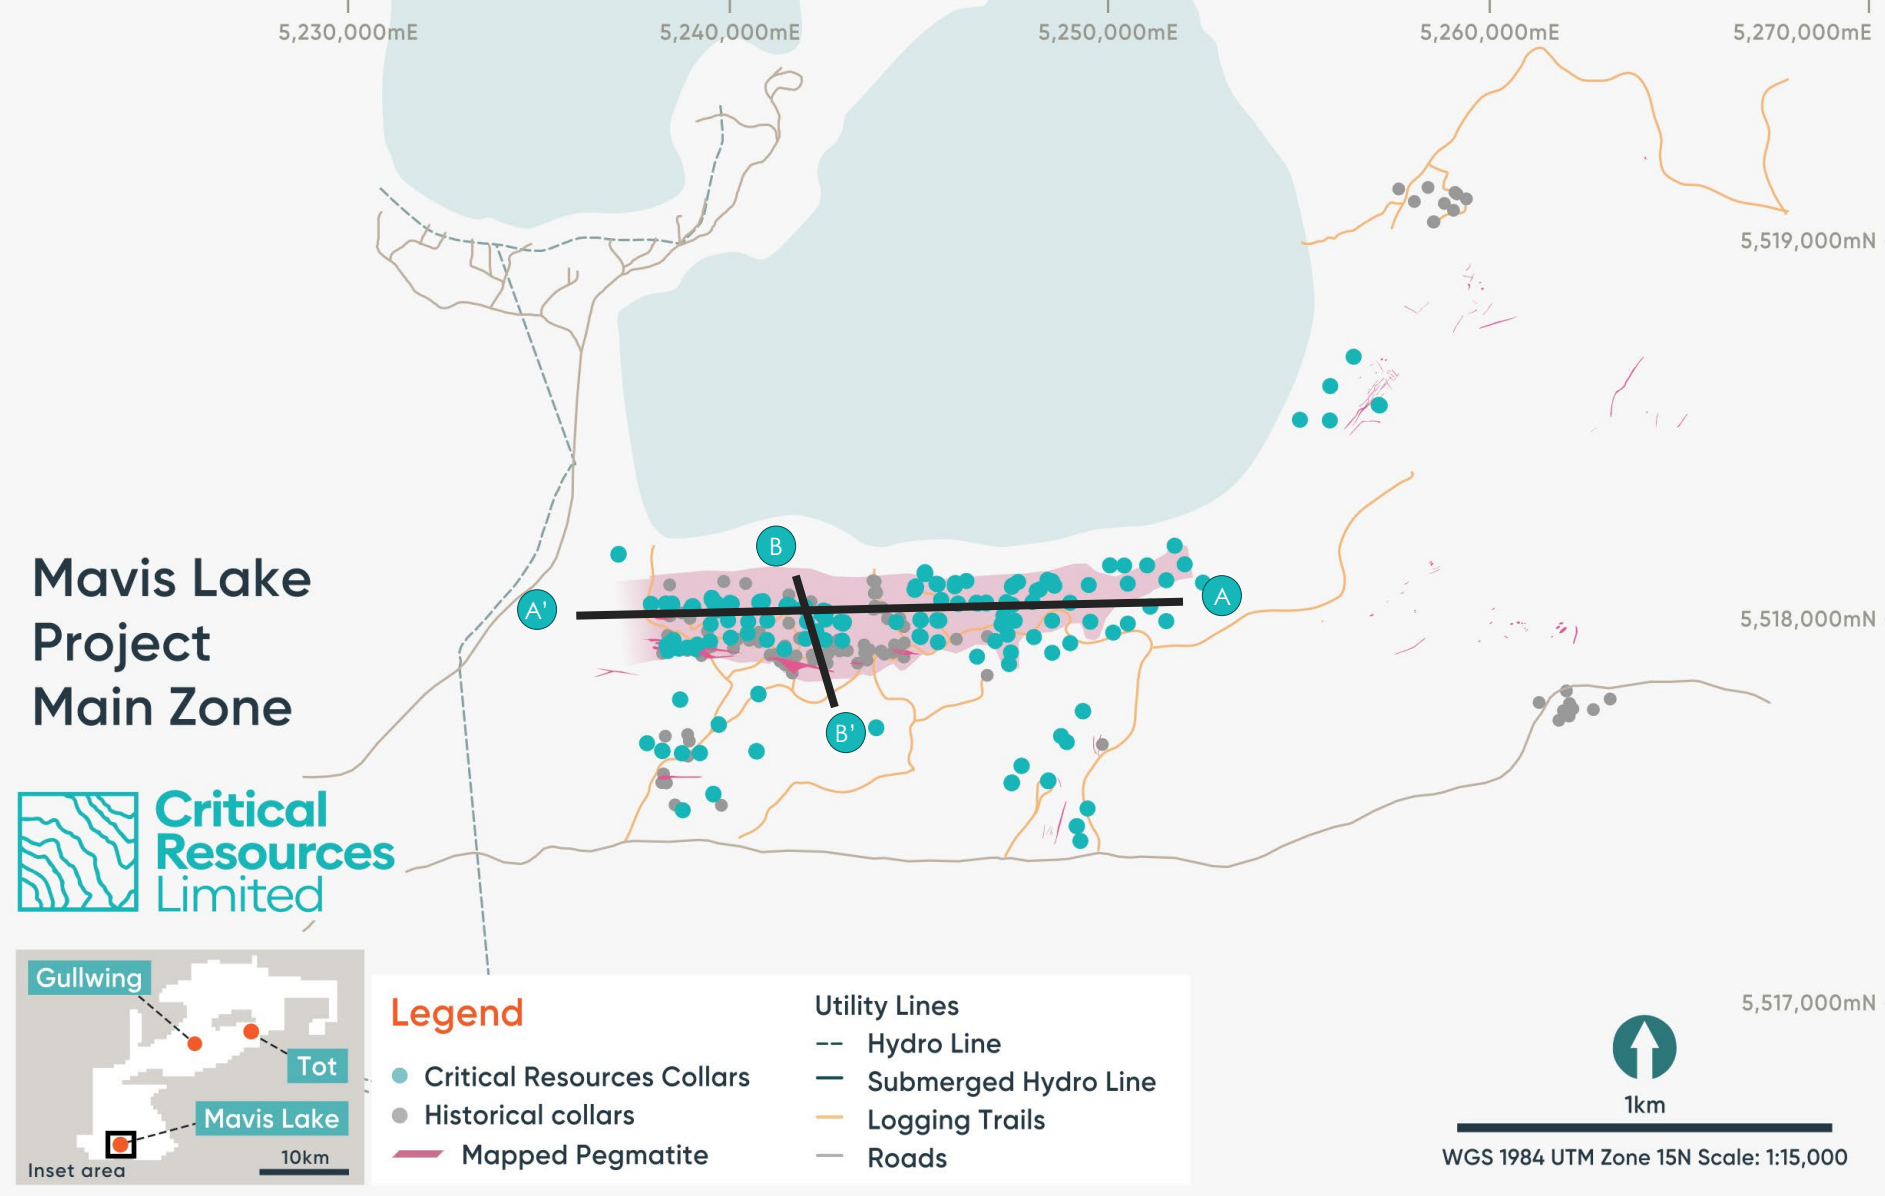 5,230,000mE
5,240,000mE
5,250,000mE
5,260,000mE
5,270,000mE
5,519,000mN
B
A'
A
5,518,000mN
B'
Mavis Lake
Project
Main Zone
Critical
Resources
Limited
5,517,000mN
Gullwing
Tot
Mavis Lake
Inset area
10km
Legend
Critical Resources Collars
Historical collars
Mapped Pegmatite
Utility Lines
Hydro Line
Submerged Hydro Line
Logging Trails
Roads
1km
WGS 1984 UTM Zone 15N Scale: 1:15,000